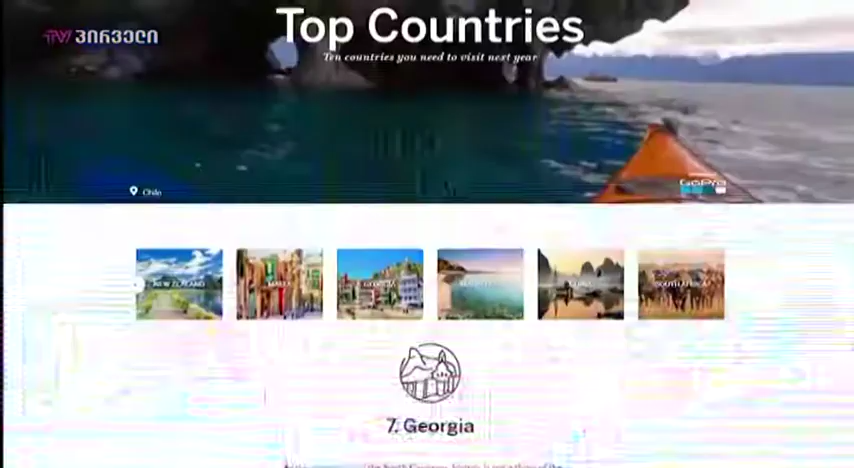 Top Countries
TV ᲞᲘᲠᲕᲔᲚᲘ
Ten countries you need to visit next year
Chile
GoPro
NEW ZEALAND
MALTA
GEORGIA
SOUTH AFRICA
7. Georgia